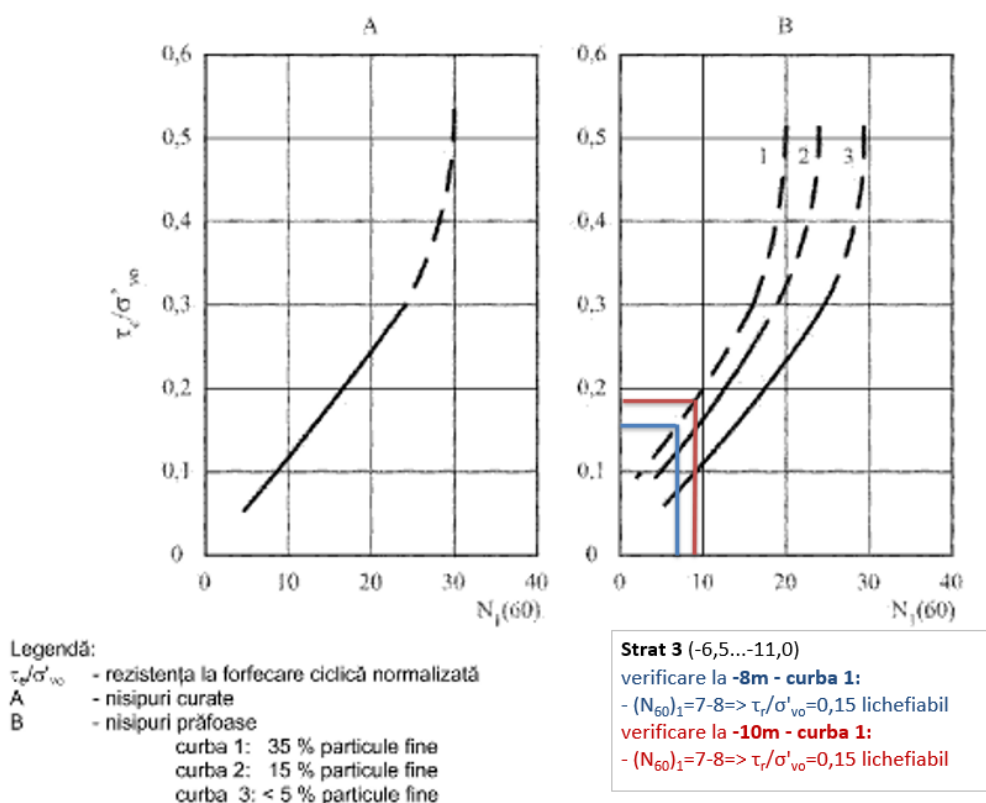 A
B
0,6
0,5
0,4
0,3
0,2
0,1
0
τe/σ'vo
0 10 20 30 40
N1(60)
0,6
0,5
0,4
0,3
0,2
0,1
0
1 2 3
0 10 20 30 40
N1(60)
Legendă:
τe/σ'vo - rezistența la forfecare ciclică normalizată
A - nisipuri curate
B - nisipuri prăfoase
curba 1: 35 % particule fine
curba 2: 15 % particule fine
curba 3: < 5 % particule fine
Strat 3 (-6,5...-11,0)
verificare la -8m - curba 1:
- (N60)1=7-8=> τr/σ'vo=0,15 lichefiabil
verificare la -10m - curba 1:
- (N60)1=7-8=> τr/σ'vo=0,15 lichefiabil